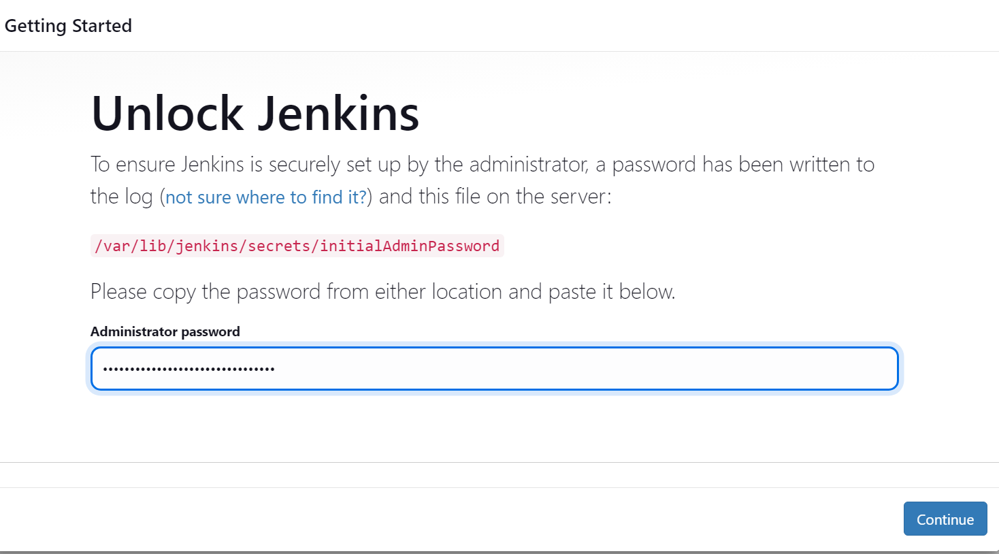 Getting Started
Unlock Jenkins
To ensure Jenkins is securely set up by the administrator, a password has been written to
the log (not sure where to find it?) and this file on the server:
/var/lib/jenkins/secrets/initialAdminPassword
Please copy the password from either location and paste it below.
Administrator password
••••••••••••••••••••••••••••••••
Continue